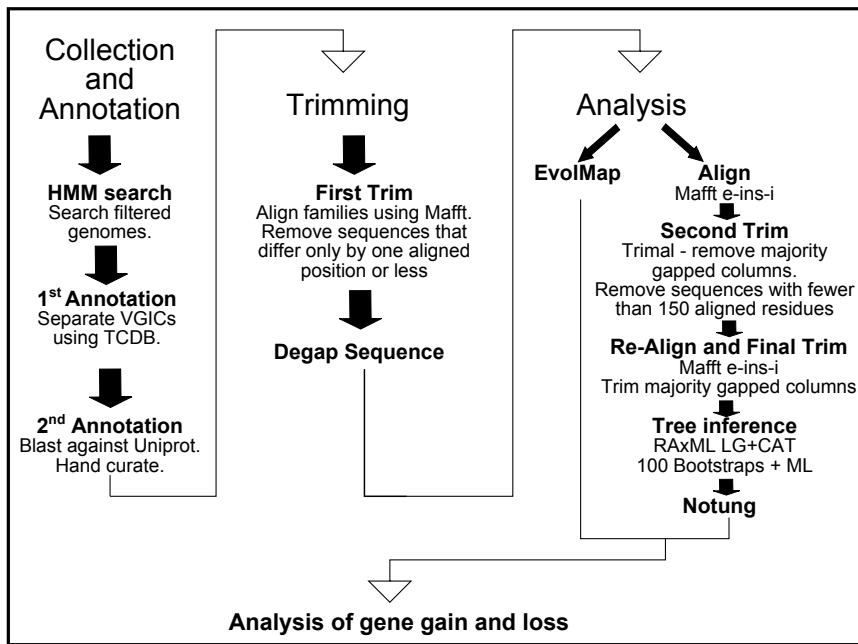 Collection
and
Annotation
HMM search
Search filtered
genomes.
1st Annotation
Separate VGICs
using TCDB.
2nd Annotation
Blast against Uniprot.
Hand curate.
Trimming
First Trim
Align families using Mafft.
Remove sequences that
differ only by one aligned
position or less
Degap Sequence
Analysis
EvolMap
Align
Mafft e-ins-i
Second Trim
Trimal - remove majority
gapped columns.
Remove sequences with fewer
than 150 aligned residues
Re-Align and Final Trim
Mafft e-ins-i
Trim majority gapped columns
Tree inference
RAxML LG+CAT
100 Bootstraps + ML
Notung
Analysis of gene gain and loss